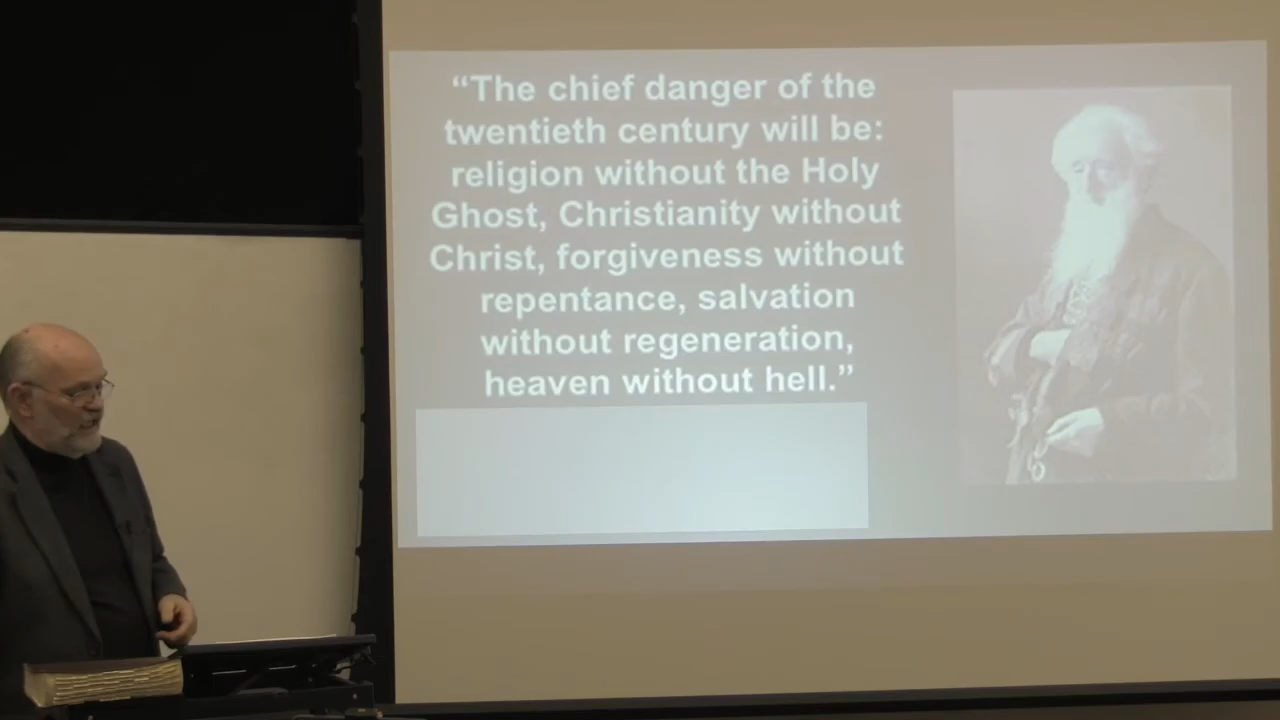 “The chief danger of the
twentieth century will be:
religion without the Holy
Ghost, Christianity without
Christ, forgiveness without
repentance, salvation
without regeneration,
heaven without hell.”